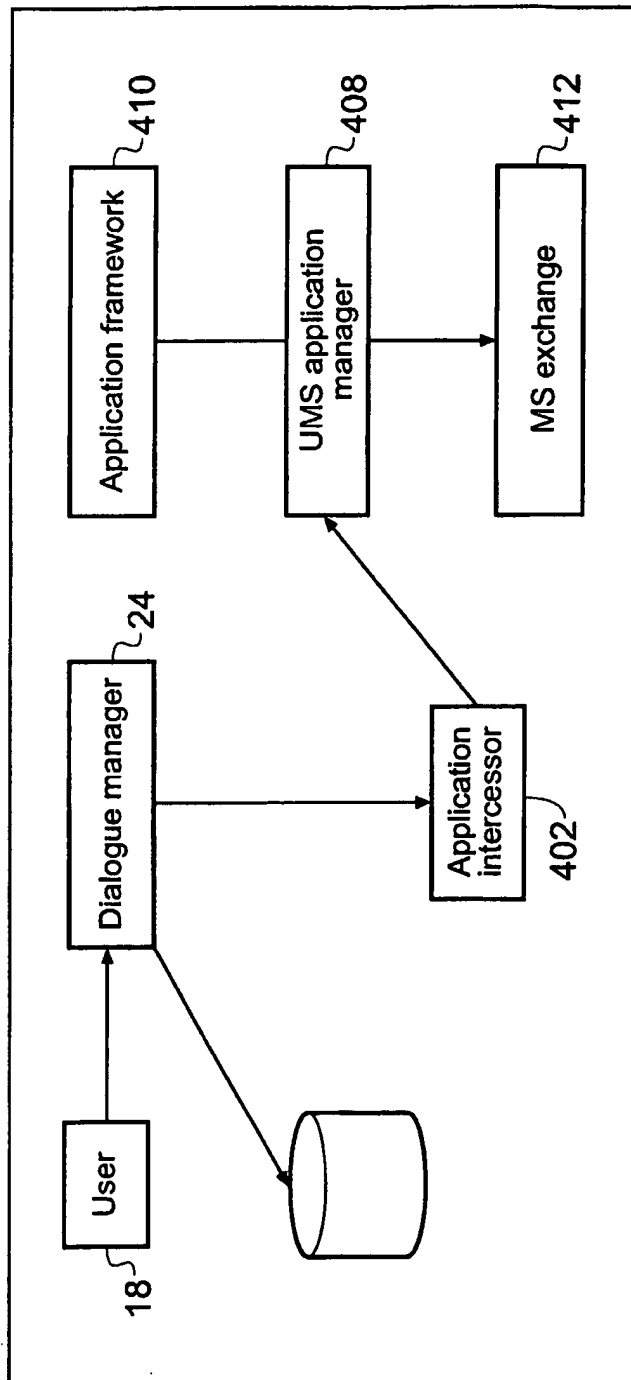 User
18
Dialogue manager
24
Application
intercessor
402
Application framework
410
UMS application
manager
408
MS exchange
412